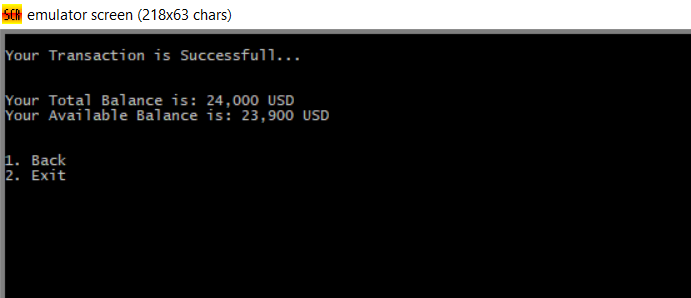 SCR emulator screen (218x63 chars)
Your Transaction is Successfull...
Your Total Balance is: 24,000 USD
Your Available Balance is: 23,900 USD
1. Back
2. Exit